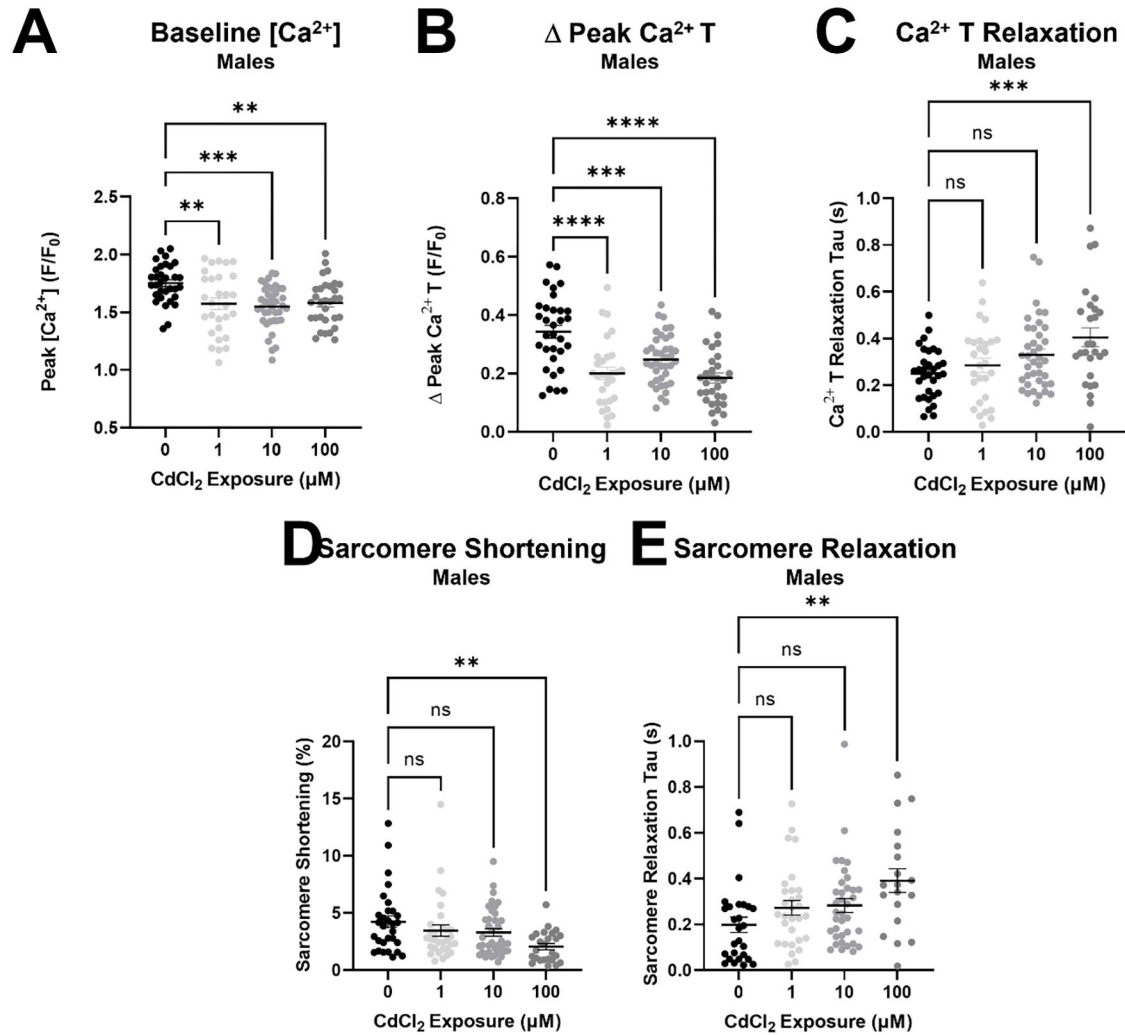 A
Baseline [Ca²⁺]
Males
**
***
**
2.5
2.0
1.5
1.0
0.5
Peak [Ca²⁺] (F/F₀)
0 1 10 100
CdCl₂ Exposure (µM)
B
Δ Peak Ca²⁺ T
Males
****
***
****
0.8
0.6
0.4
0.2
0.0
Δ Peak Ca²⁺ T (F/F₀)
0 1 10 100
CdCl₂ Exposure (µM)
C
Ca²⁺ T Relaxation
Males
***
ns
ns
1.0
0.8
0.6
0.4
0.2
0.0
Ca²⁺ T Relaxation Tau (s)
0 1 10 100
CdCl₂ Exposure (µM)
D
Sarcomere Shortening
Males
**
ns
ns
20
15
10
5
0
Sarcomere Shortening (%)
0 1 10 100
CdCl₂ Exposure (µM)
E
Sarcomere Relaxation
Males
**
ns
ns
1.0
0.8
0.6
0.4
0.2
0.0
Sarcomere Relaxation Tau (s)
0 1 10 100
CdCl₂ Exposure (µM)